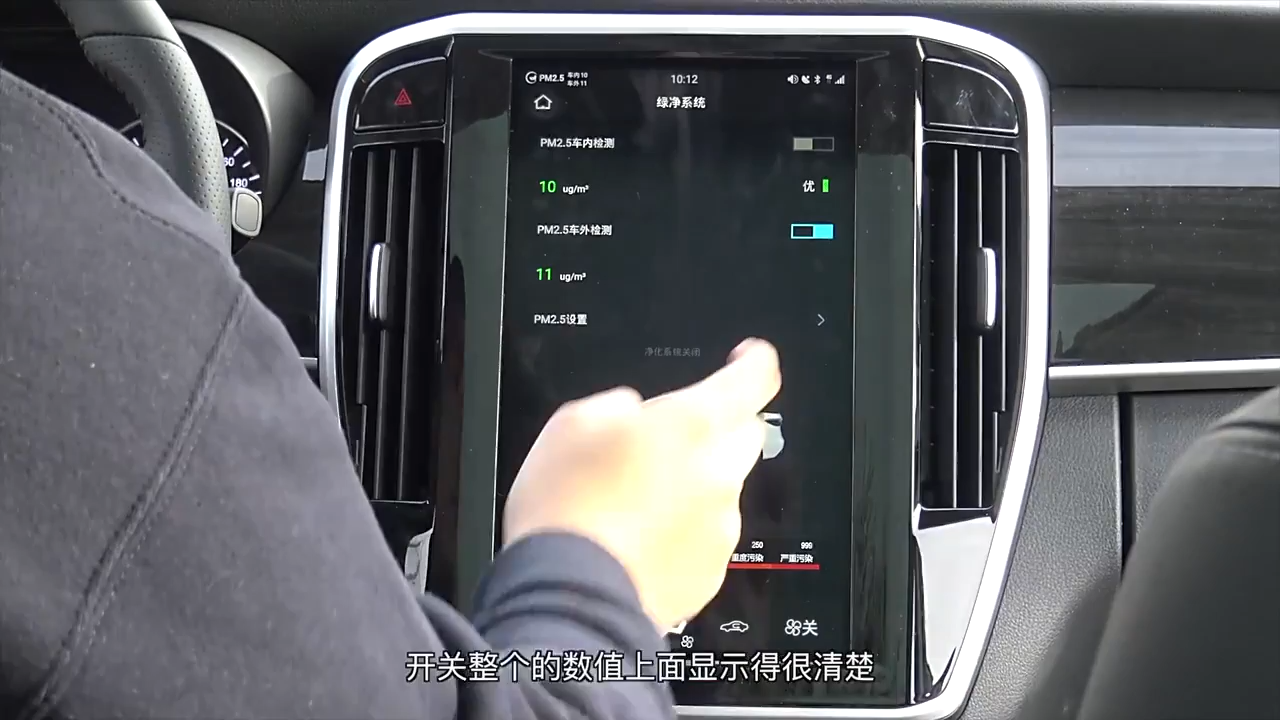 PM2.5 车内10
车外11
10:12
绿净系统
PM2.5车内检测
10 ug/m³
优
PM2.5车外检测
11 ug/m³
PM2.5设置
净化系统关闭
250 999
重度污染 严重污染
关
60
180
开关整个的数值上面显示得很清楚